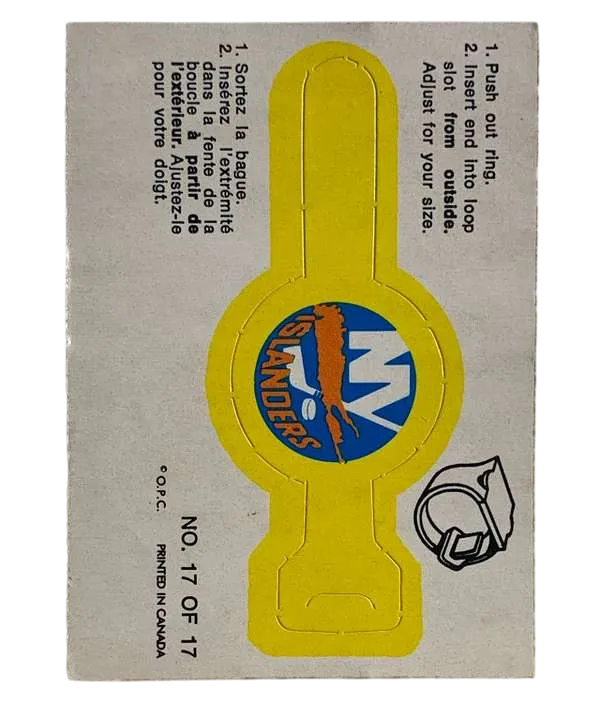 1. Push out ring.
2. Insert end into loop
slot from outside.
Adjust for your size.
1. Sortez la bague.
2. Insérez l'extrémité
dans la fente de la
boucle à partir de
l'extérieur. Ajustez-le
pour votre doigt.
NY
ISLANDERS
NO. 17 OF 17
© O.P.C. PRINTED IN CANADA